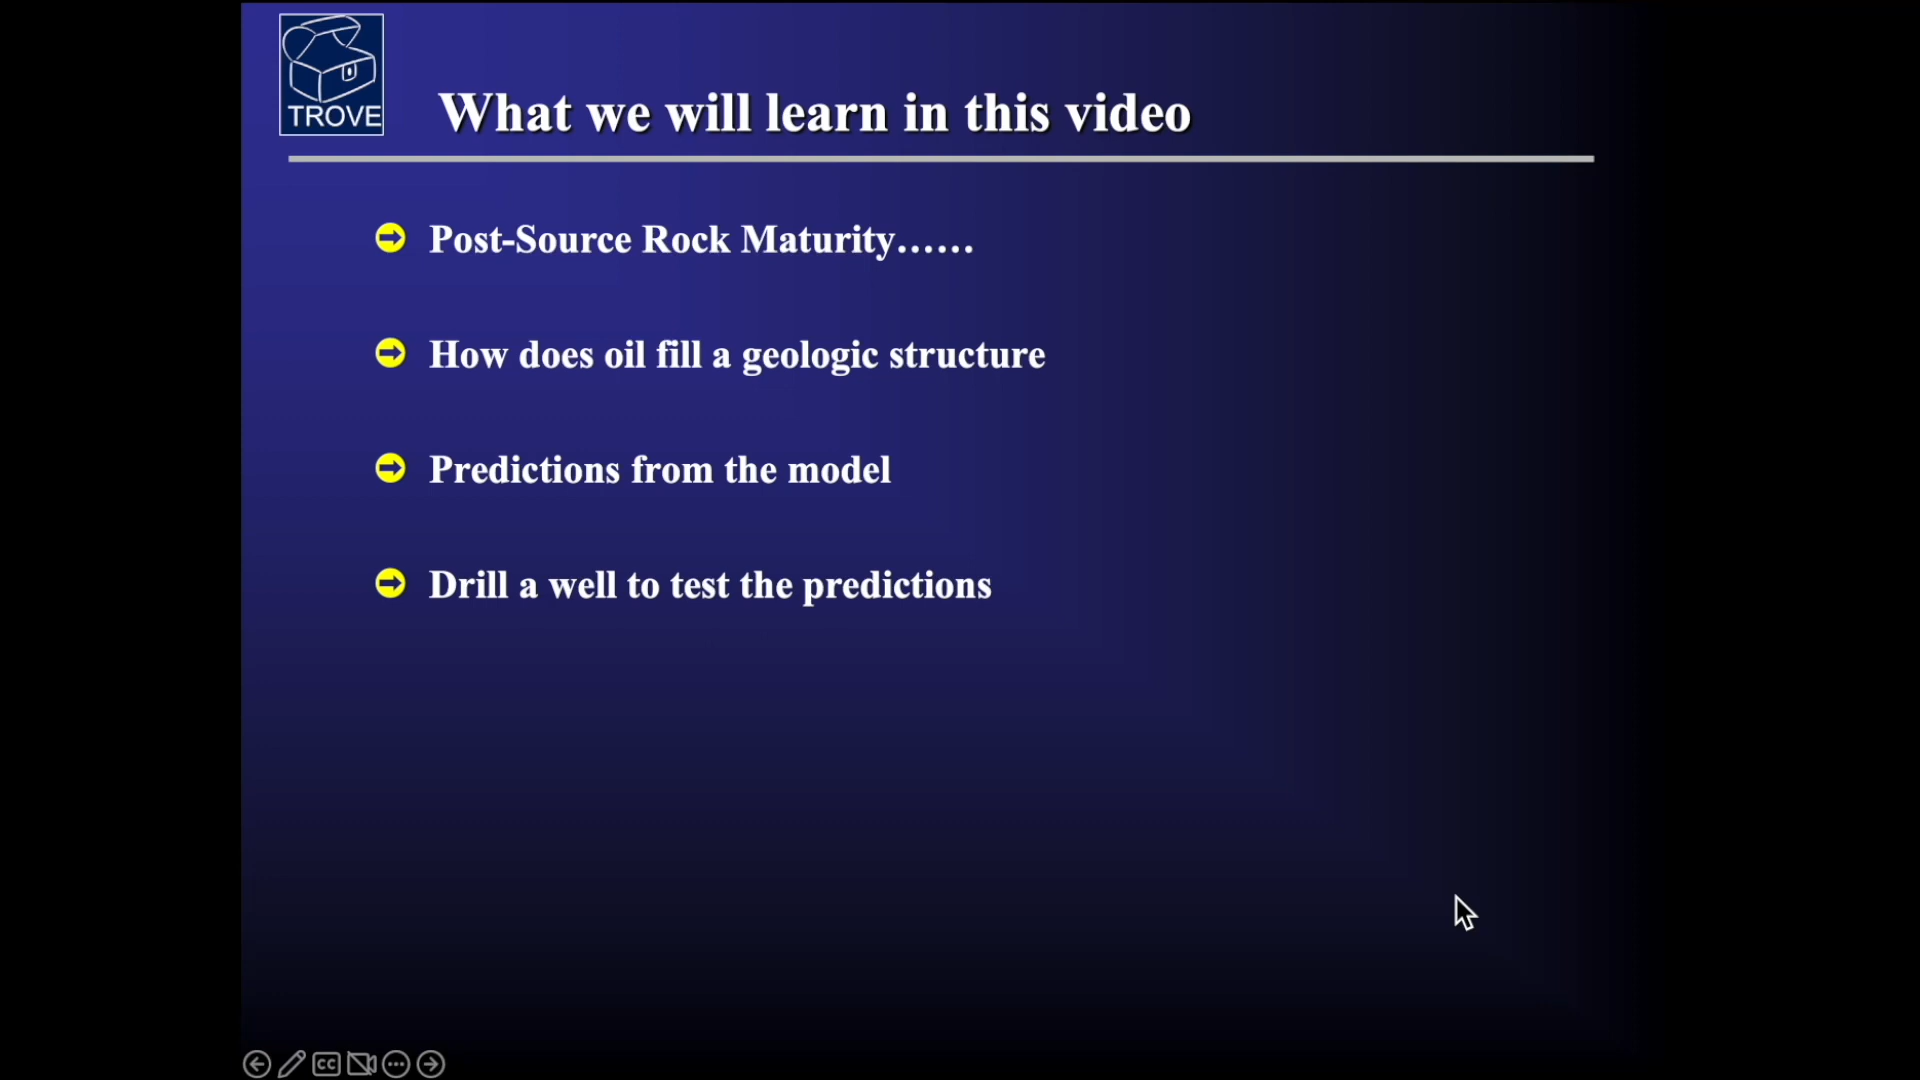 TROVE
What we will learn in this video
Post-Source Rock Maturity……
How does oil fill a geologic structure
Predictions from the model
Drill a well to test the predictions
CC